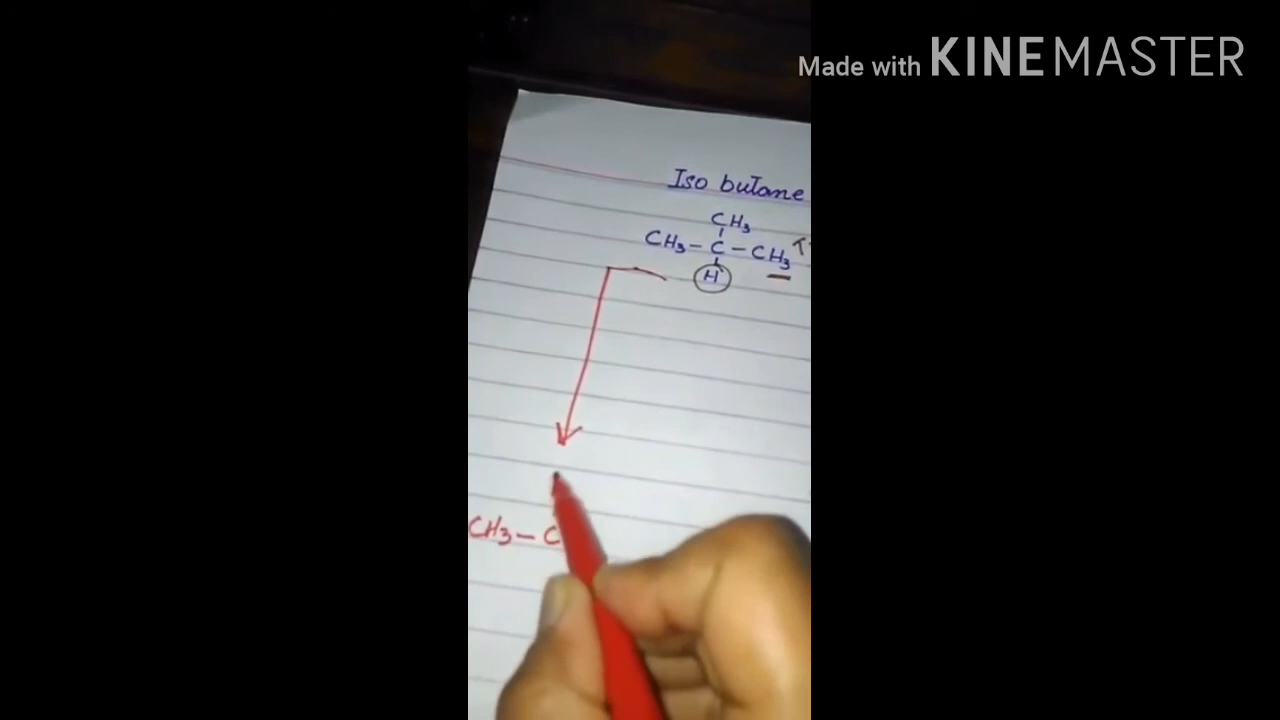 Made with KINEMASTER
Iso butane
CH3
CH3 - C - CH3
H
CH3 - C